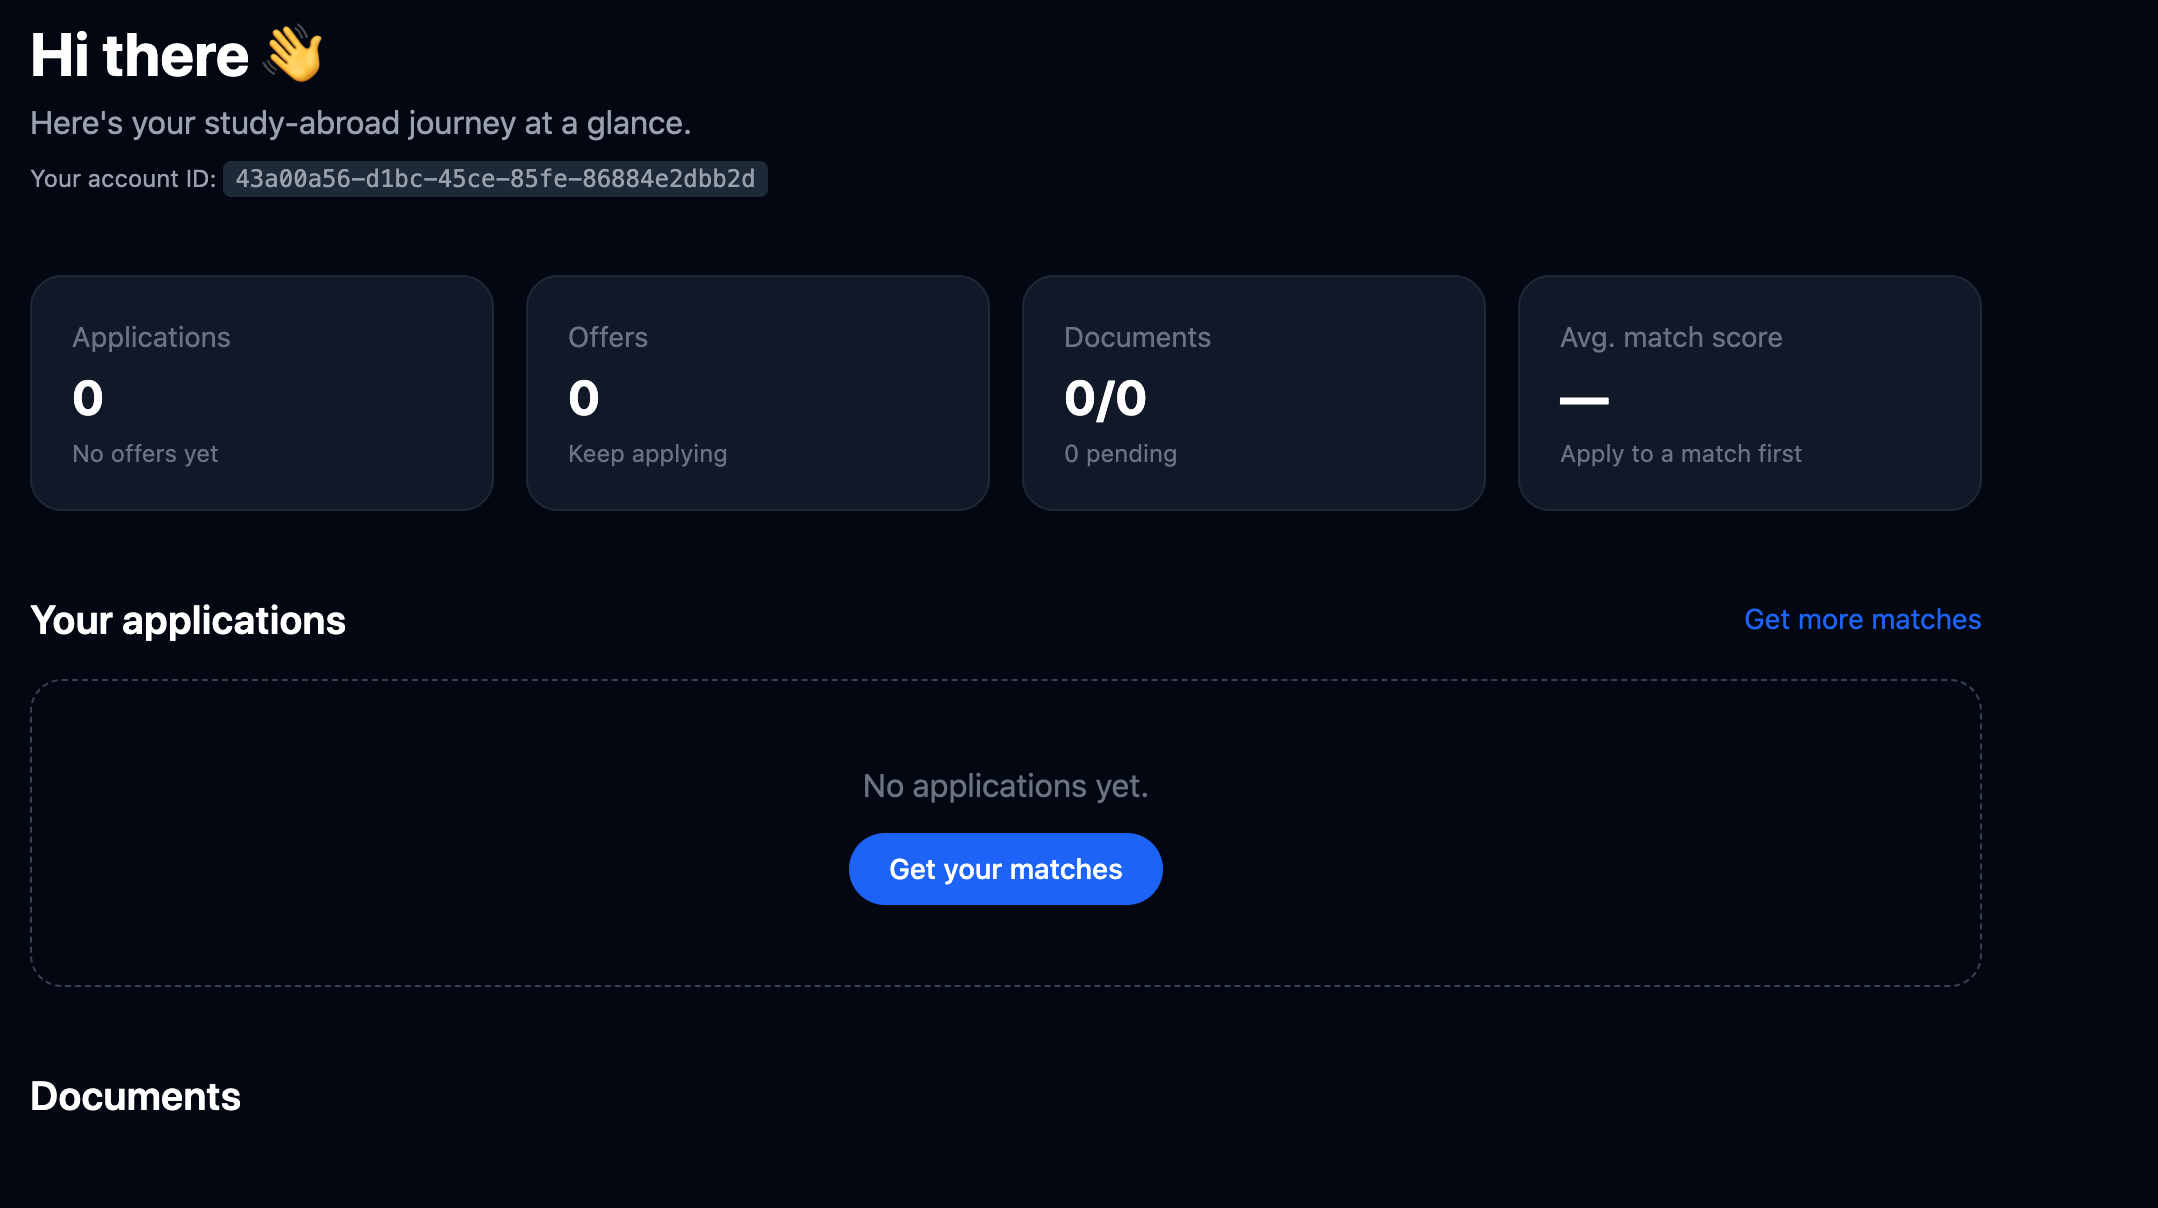 Hi there 👋
Here's your study-abroad journey at a glance.
Your account ID: 43a00a56-d1bc-45ce-85fe-86884e2dbb2d
Applications
0
No offers yet
Offers
0
Keep applying
Documents
0/0
0 pending
Avg. match score
—
Apply to a match first
Your applications
Get more matches
No applications yet.
Get your matches
Documents